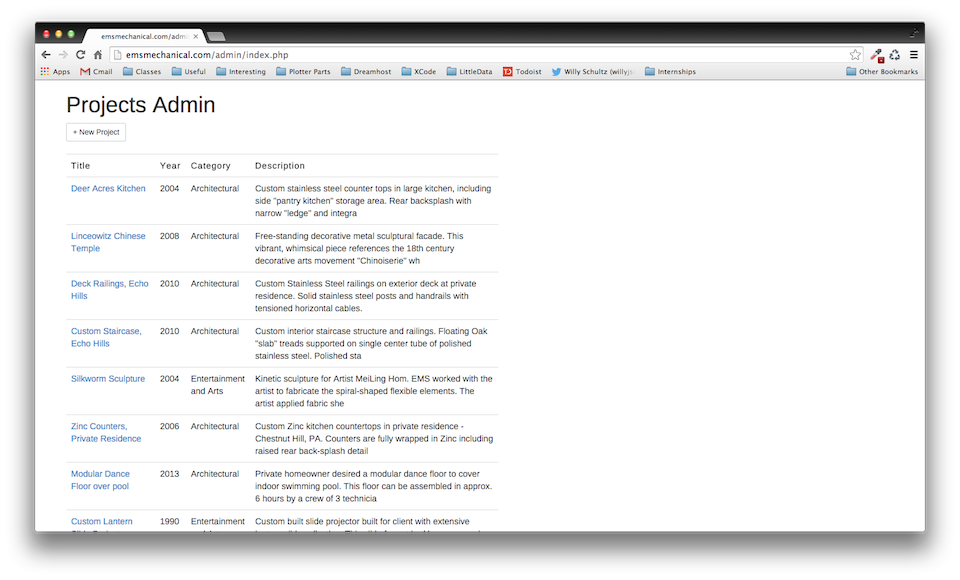 emsmechanical.com/adm
emsmechanical.com/admin/index.php
Apps Gmail Classes Useful Interesting Plotter Parts Dreamhost XCode LittleData Todoist Willy Schultz (willyjs Internships Other Bookmarks
Projects Admin
+ New Project
Title Year Category Description
Deer Acres Kitchen 2004 Architectural Custom stainless steel counter tops in large kitchen, including
side "pantry kitchen" storage area. Rear backsplash with
narrow "ledge" and integra
Linceowitz Chinese 2008 Architectural Free-standing decorative metal sculptural facade. This
Temple vibrant, whimsical piece references the 18th century
decorative arts movement "Chinoiserie" wh
Deck Railings, Echo 2010 Architectural Custom Stainless Steel railings on exterior deck at private
Hills residence. Solid stainless steel posts and handrails with
tensioned horizontal cables.
Custom Staircase, 2010 Architectural Custom interior staircase structure and railings. Floating Oak
Echo Hills "slab" treads supported on single center tube of polished
stainless steel. Polished sta
Silkworm Sculpture 2004 Entertainment Kinetic sculpture for Artist MeiLing Hom. EMS worked with the
and Arts artist to fabricate the spiral-shaped flexible elements. The
artist applied fabric she
Zinc Counters, 2006 Architectural Custom Zinc kitchen countertops in private residence -
Private Residence Chestnut Hill, PA. Counters are fully wrapped in Zinc including
raised rear back-splash detail
Modular Dance 2013 Architectural Private homeowner desired a modular dance floor to cover
Floor over pool indoor swimming pool. This floor can be assembled in approx.
6 hours by a crew of 3 technicia
Custom Lantern 1990 Entertainment Custom built slide projector built for client with extensive